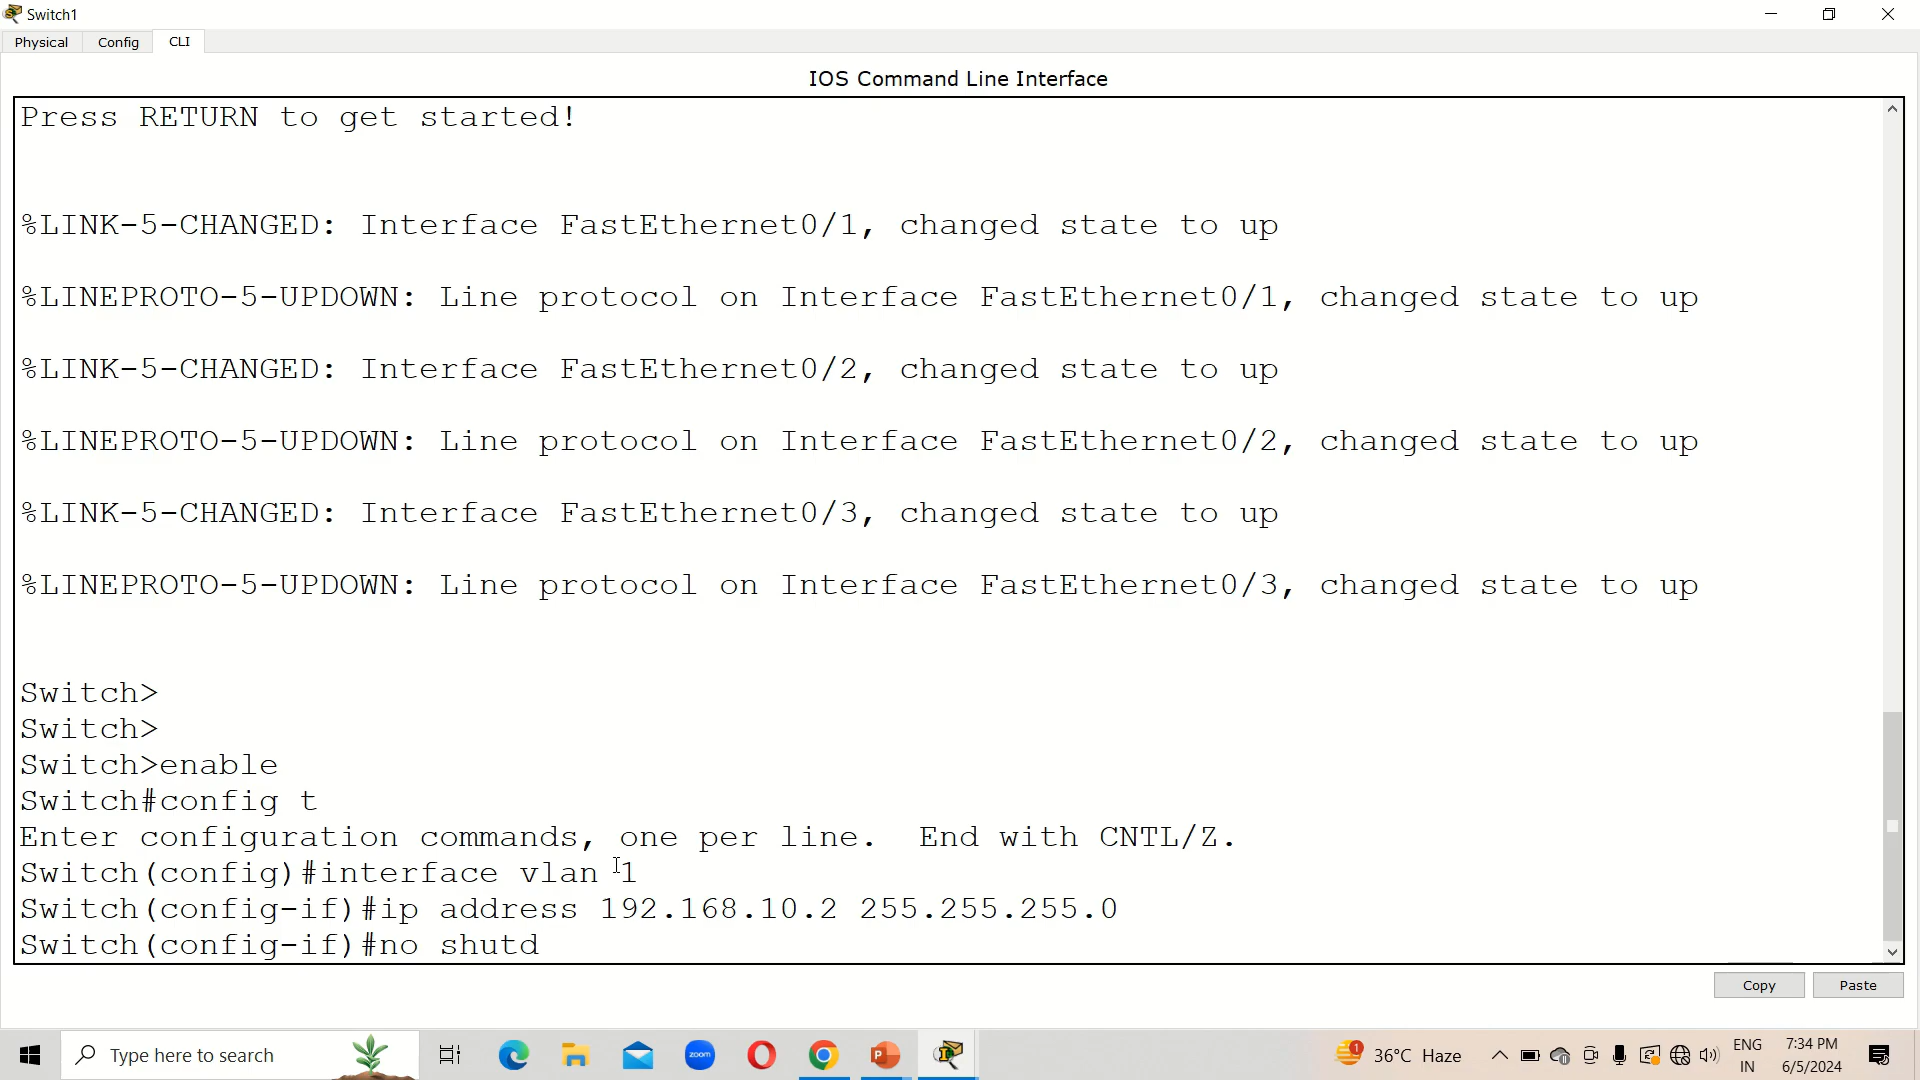 Switch1
Physical Config CLI
IOS Command Line Interface
Press RETURN to get started!
%LINK-5-CHANGED: Interface FastEthernet0/1, changed state to up
%LINEPROTO-5-UPDOWN: Line protocol on Interface FastEthernet0/1, changed state to up
%LINK-5-CHANGED: Interface FastEthernet0/2, changed state to up
%LINEPROTO-5-UPDOWN: Line protocol on Interface FastEthernet0/2, changed state to up
%LINK-5-CHANGED: Interface FastEthernet0/3, changed state to up
%LINEPROTO-5-UPDOWN: Line protocol on Interface FastEthernet0/3, changed state to up
Switch>
Switch>
Switch>enable
Switch#config t
Enter configuration commands, one per line.  End with CNTL/Z.
Switch(config)#interface vlan 1
Switch(config-if)#ip address 192.168.10.2 255.255.255.0
Switch(config-if)#no shutd
Copy Paste
Type here to search zoom 1 36°C Haze ENG 7:34 PM
IN 6/5/2024